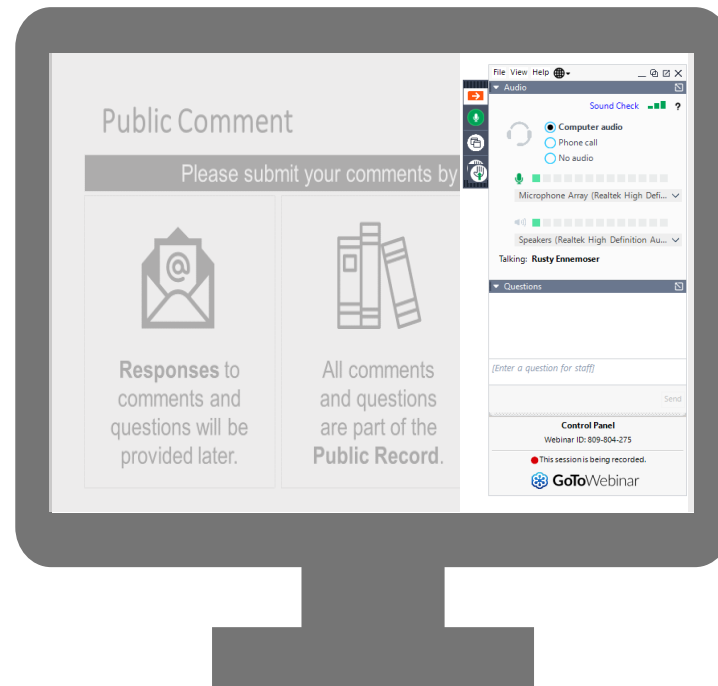 Public Comment
Please submit your comments by
@
Responses to
comments and
questions will be
provided later.
All comments
and questions
are part of the
Public Record.
File View Help
Audio
Sound Check ?
Computer audio
Phone call
No audio
Microphone Array (Realtek High Defi...
Speakers (Realtek High Definition Au...
Talking: Rusty Ennemoser
Questions
[Enter a question for staff]
Send
Control Panel
Webinar ID: 809-804-275
This session is being recorded.
GoToWebinar